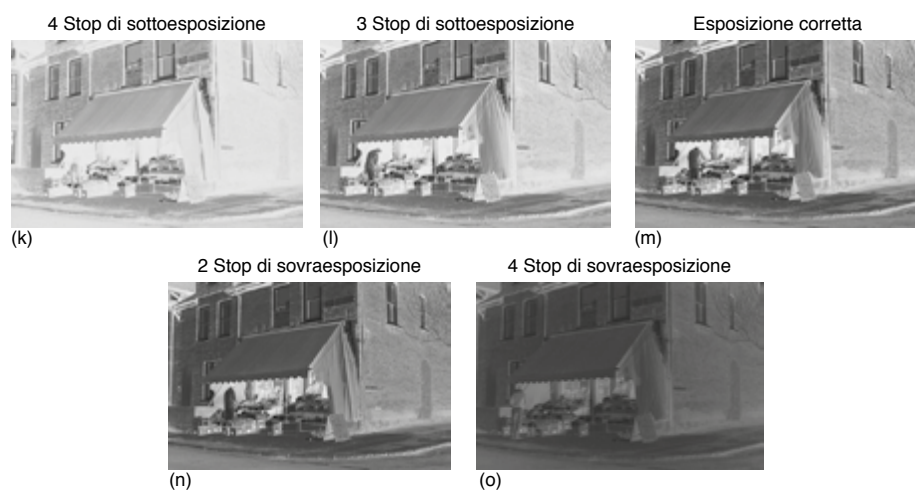 4 Stop di sottoesposizione
3 Stop di sottoesposizione
Esposizione corretta
(k)
(l)
(m)
2 Stop di sovraesposizione
4 Stop di sovraesposizione
(n)
(o)